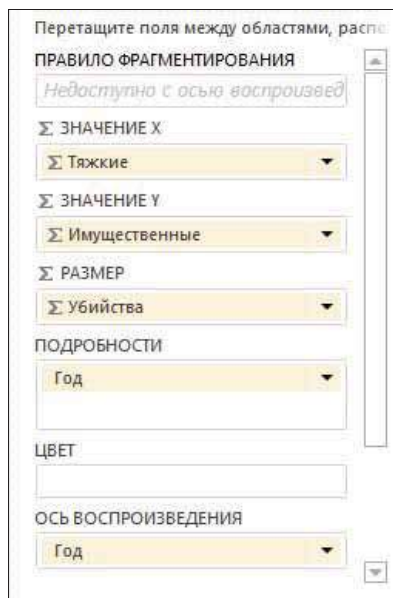 Перетащите поля между областями, распо
ПРАВИЛО ФРАГМЕНТИРОВАНИЯ
Недоступно с осью воспроизвед
Σ ЗНАЧЕНИЕ X
Σ Тяжкие
Σ ЗНАЧЕНИЕ Y
Σ Имущественные
Σ РАЗМЕР
Σ Убийства
ПОДРОБНОСТИ
Год
ЦВЕТ
ОСЬ ВОСПРОИЗВЕДЕНИЯ
Год